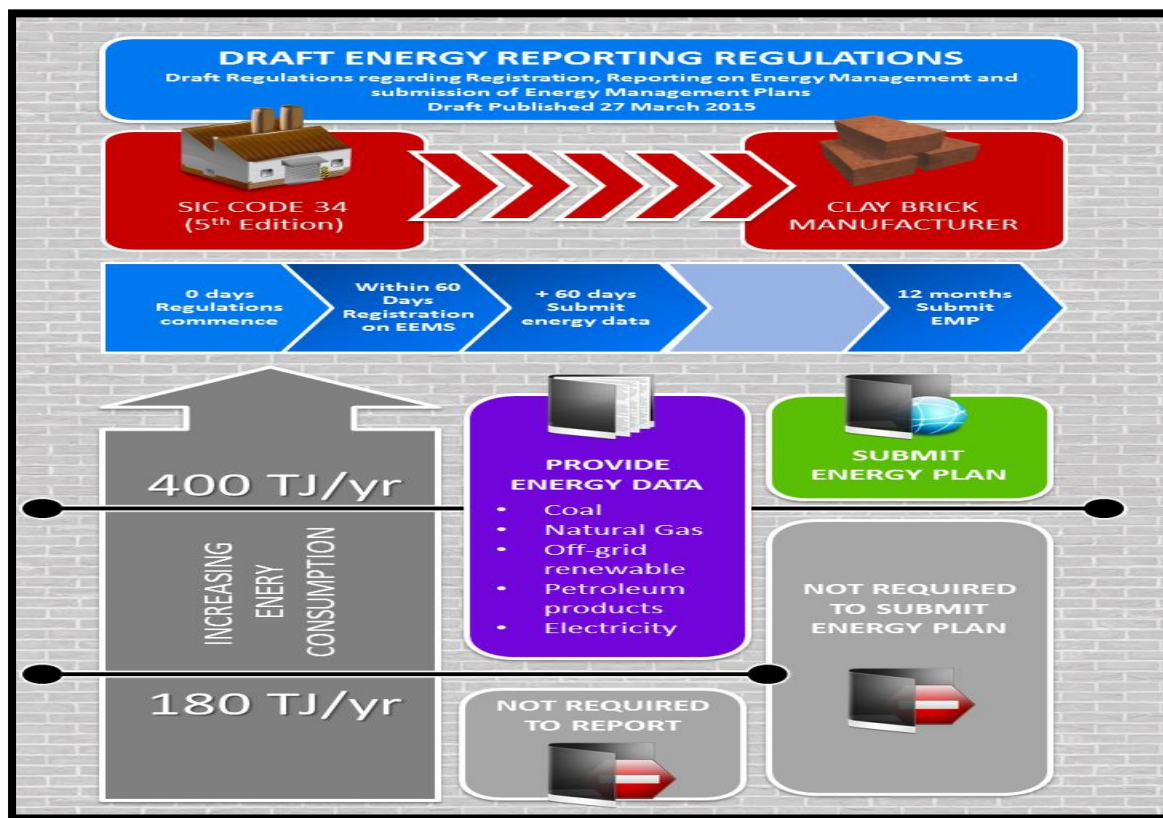 DRAFT ENERGY REPORTING REGULATIONS
Draft Regulations regarding Registration, Reporting on Energy Management and
submission of Energy Management Plans
Draft Published 27 March 2015
SIC CODE 34
(5th Edition)
CLAY BRICK
MANUFACTURER
0 days
Regulations
commence
Within 60
Days
Registration
on EEMS
+ 60 days
Submit
energy data
12 months
Submit
EMP
400 TJ/yr
INCREASING
ENERY
CONSUMPTION
180 TJ/yr
PROVIDE
ENERGY DATA
• Coal
• Natural Gas
• Off-grid
renewable
• Petroleum
products
• Electricity
NOT REQUIRED
TO REPORT
SUBMIT
ENERGY PLAN
NOT REQUIRED
TO SUBMIT
ENERGY PLAN